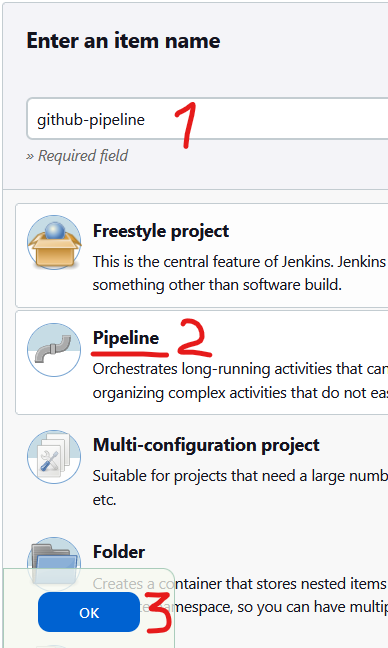 Enter an item name
github-pipeline 1
» Required field
Freestyle project
This is the central feature of Jenkins. Jenkins
something other than software build.
Pipeline 2
Orchestrates long-running activities that can
organizing complex activities that do not eas
Multi-configuration project
Suitable for projects that need a large numb
etc.
Folder
Creates a container that stores nested items
namespace, so you can have multip
OK 3